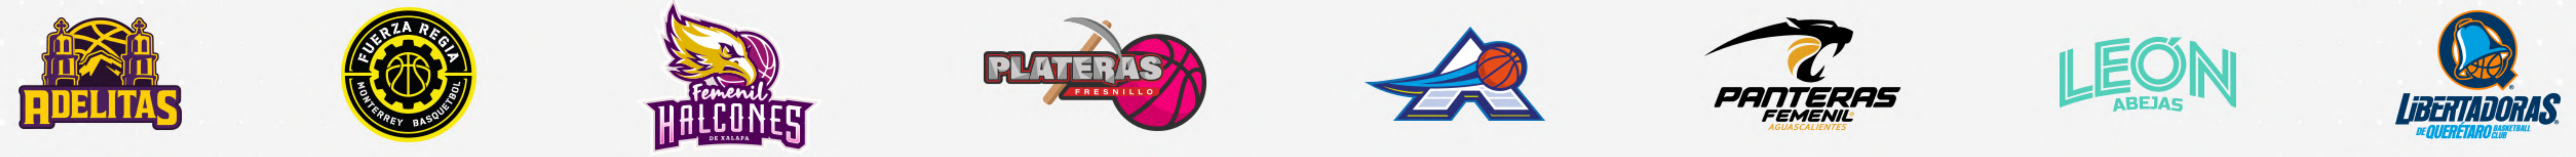 ADELITAS
FUERZA REGIA
MONTERREY BASQUETBOL
Femenil
HALCONES
DE XALAPA
PLATERAS
FRESNILLO
PANTERAS
FEMENIL
AGUASCALIENTES
LEÓN
ABEJAS
LIBERTADORAS
DE QUERÉTARO BASKETBALL CLUB